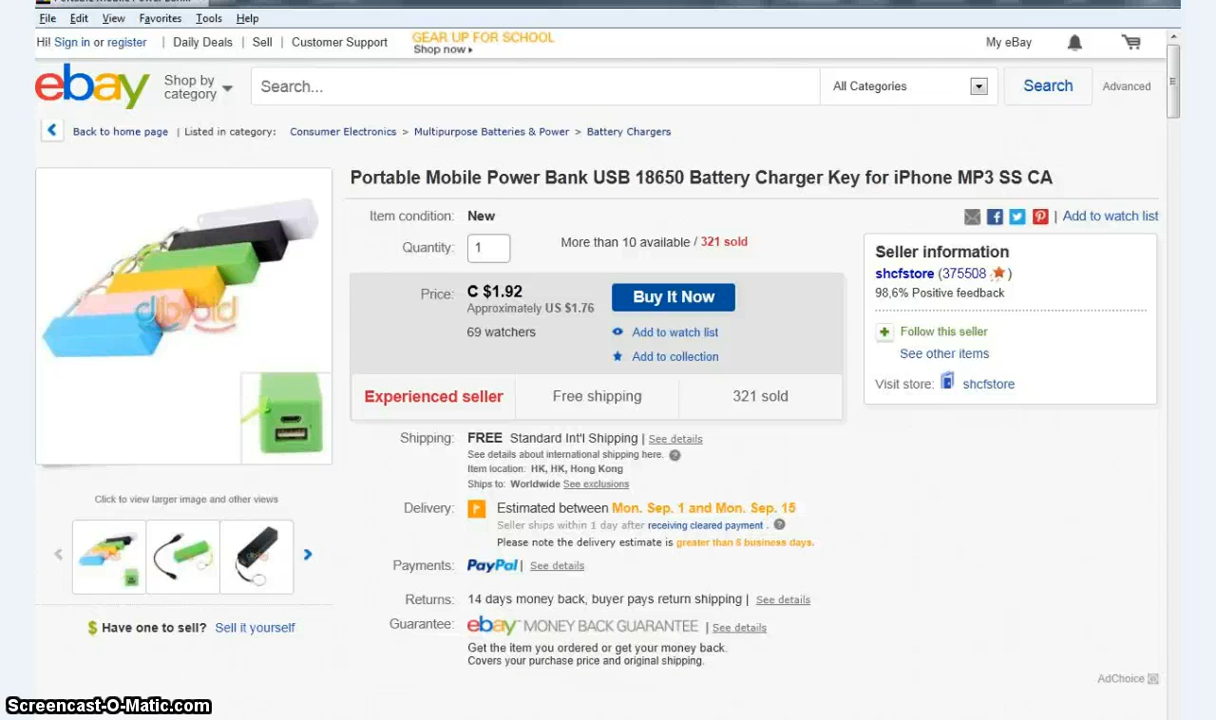 File Edit View Favorites Tools Help
Hi! Sign in or register | Daily Deals | Sell | Customer Support
GEAR UP FOR SCHOOL
Shop now
My eBay
ebay
Shop by
category
Search...
All Categories
Search
Advanced
Back to home page | Listed in category: Consumer Electronics > Multipurpose Batteries & Power > Battery Chargers
Portable Mobile Power Bank USB 18650 Battery Charger Key for iPhone MP3 SS CA
Item condition: New
| Add to watch list
Quantity: 1
More than 10 available / 321 sold
Price: C $1.92
Buy It Now
Approximately US $1.76
69 watchers
Add to watch list
Add to collection
Experienced seller
Free shipping
321 sold
Seller information
shcfstore (375508 )
98,6% Positive feedback
Follow this seller
See other items
Visit store: shcfstore
Shipping: FREE Standard Int'l Shipping | See details
See details about international shipping here.
Item location: HK, HK, Hong Kong
Ships to: Worldwide See exclusions
Delivery: Estimated between Mon. Sep. 1 and Mon. Sep. 15
Seller ships within 1 day after receiving cleared payment .
Please note the delivery estimate is greater than 8 business days.
Payments: PayPal | See details
Returns: 14 days money back, buyer pays return shipping | See details
Guarantee: ebay MONEY BACK GUARANTEE | See details
Get the item you ordered or get your money back.
Covers your purchase price and original shipping.
Click to view larger image and other views
$ Have one to sell? Sell it yourself
AdChoice
Screencast-O-Matic.com